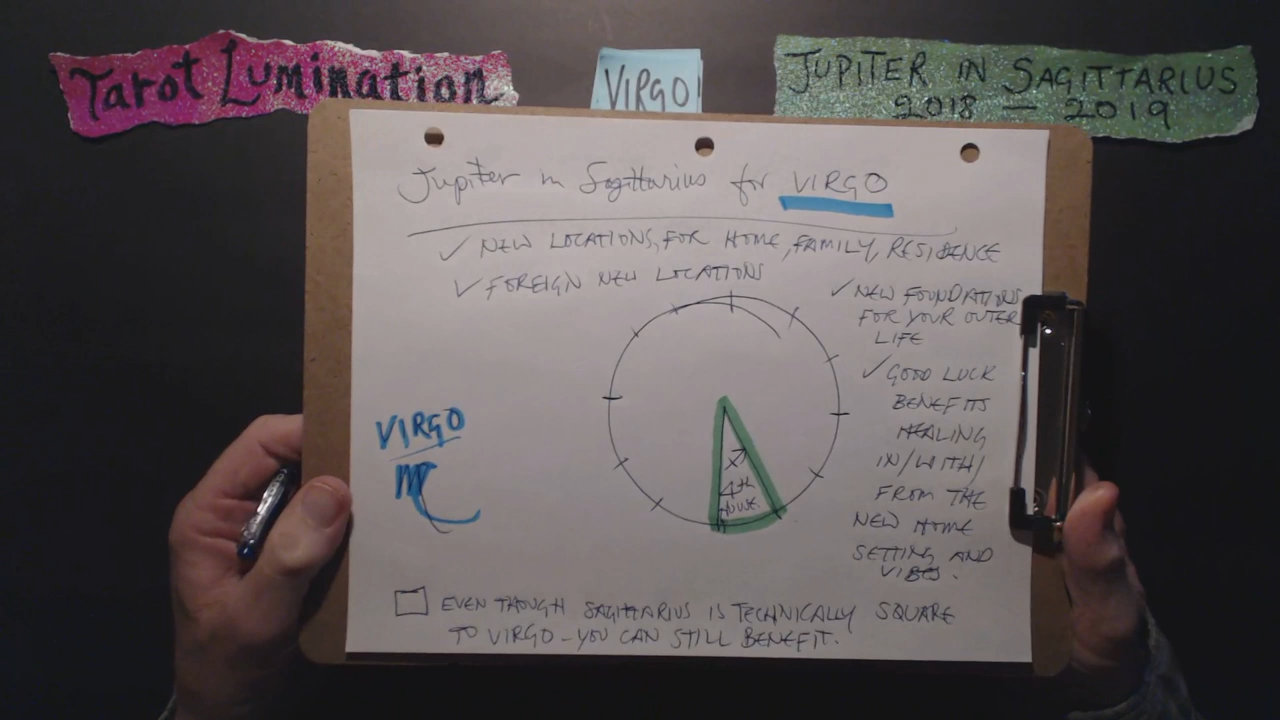 Tarot Lumination
VIRGO
JUPITER IN SAGITTARIUS
2018 — 2019
Jupiter in Sagittarius for VIRGO
✓ NEW LOCATIONS, FOR HOME, FAMILY, RESIDENCE
✓ FOREIGN NEW LOCATIONS
✓ NEW FOUNDATIONS
FOR YOUR OUTER
LIFE
✓ GOOD LUCK
BENEFITS
HEALING
IN/WITH/
FROM THE
NEW HOME
SETTING AND
VIBES.
VIRGO
♍
♐
4th
HOUSE.
□ EVEN THOUGH SAGITTARIUS IS TECHNICALLY SQUARE
TO VIRGO – YOU CAN STILL BENEFIT.